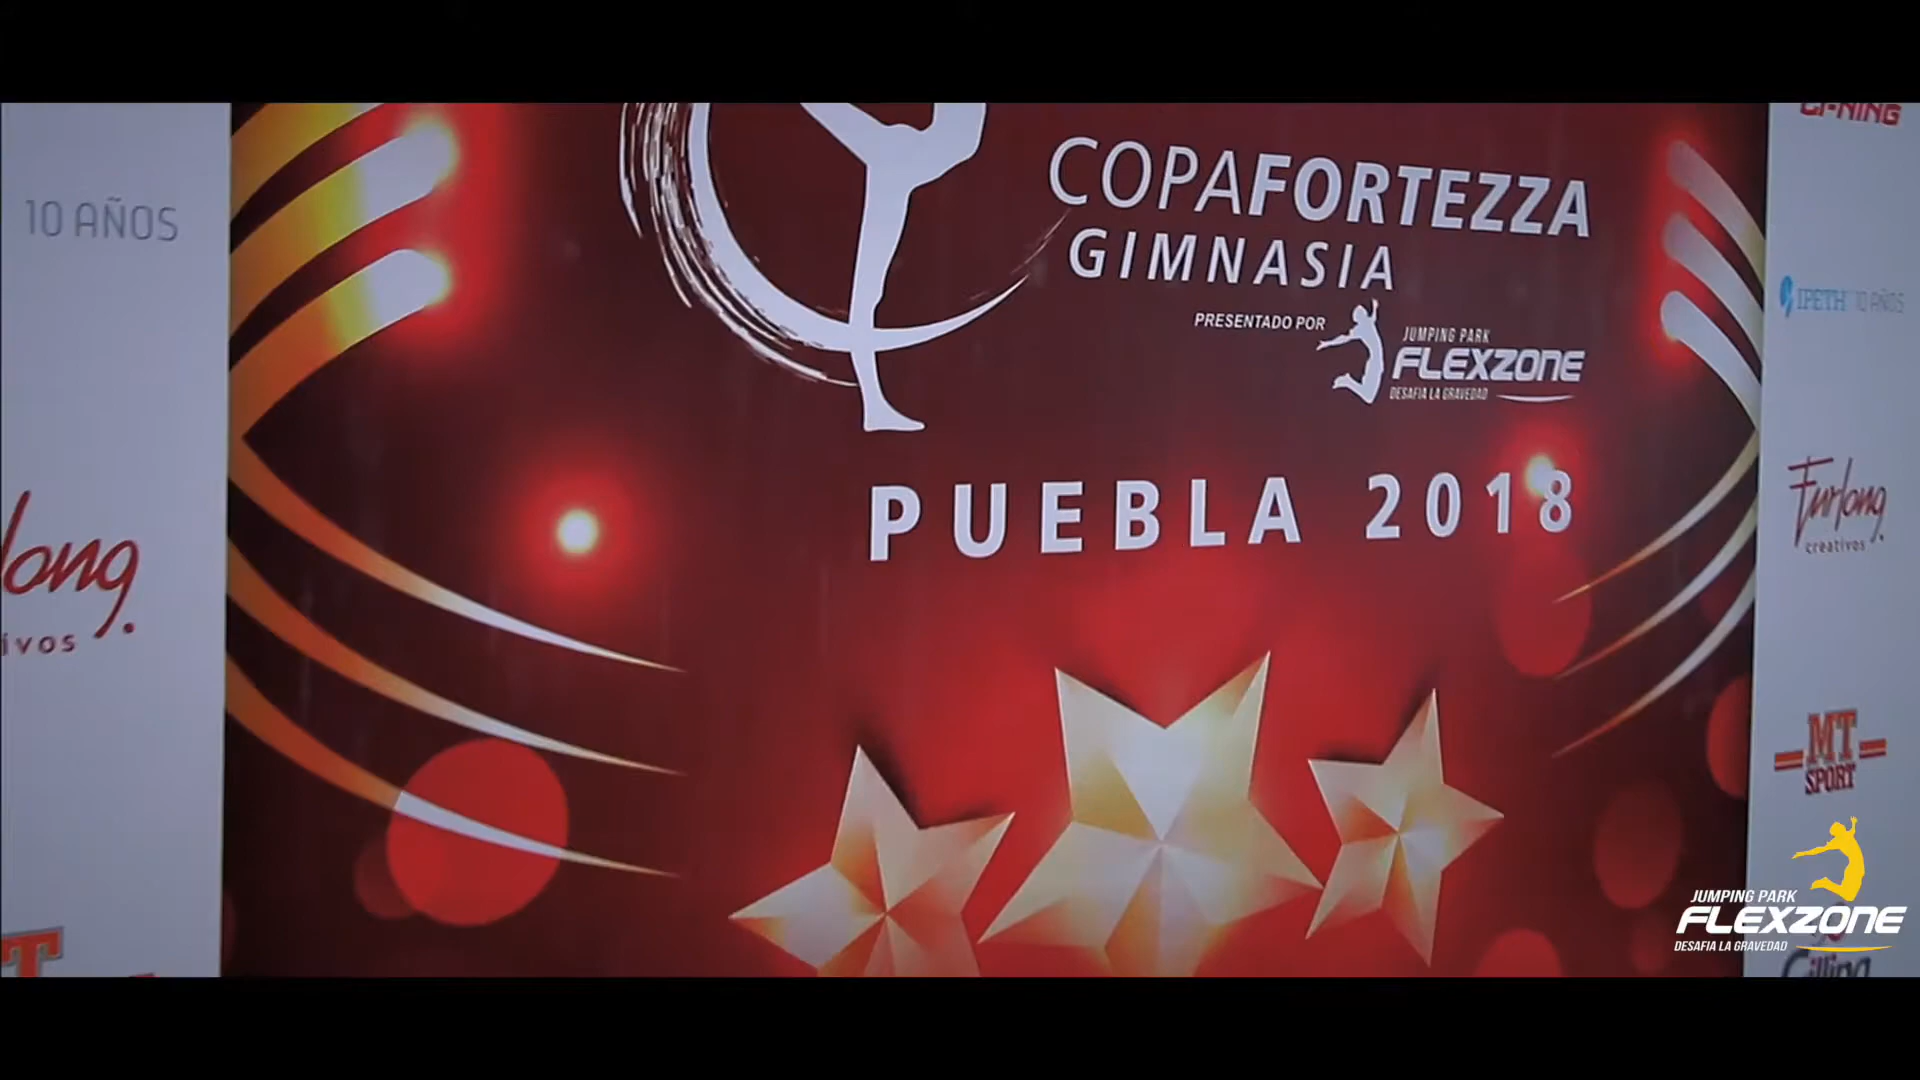 10 AÑOS
COPAFORTEZZA
GIMNASIA
PRESENTADO POR
JUMPING PARK
FLEXZONE
DESAFIA LA GRAVEDAD
PUEBLA 2018
IPETH 10 AÑOS
Furlong
creativos
MT
SPORT
JUMPING PARK
FLEXZONE
DESAFIA LA GRAVEDAD